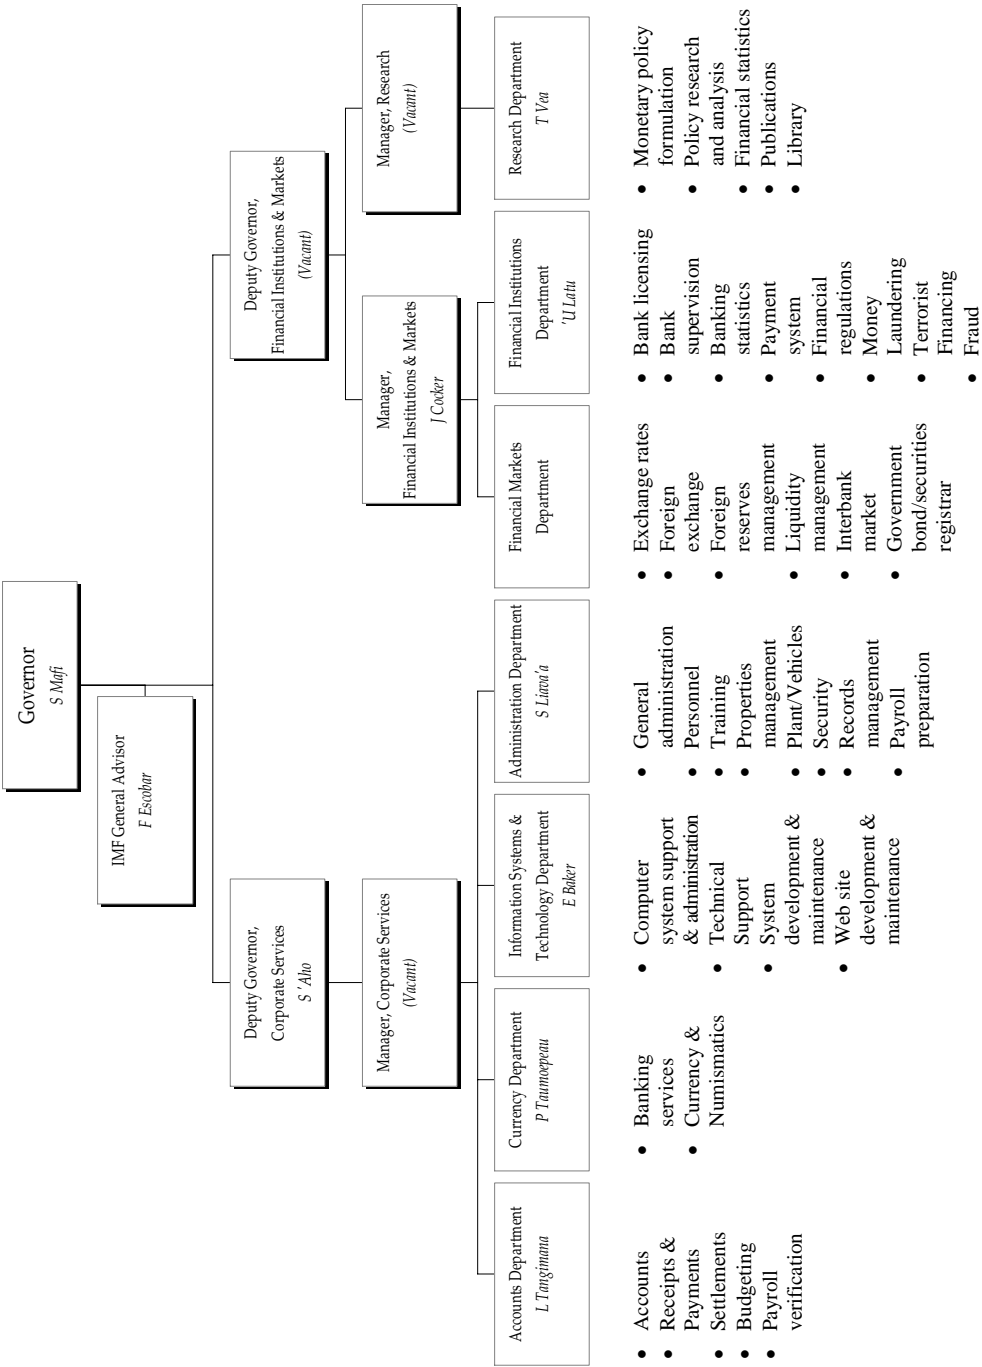 Governor
S Mafi
IMF General Advisor
F Escobar
Deputy Governor,
Corporate Services
S 'Aho
Deputy Governor,
Financial Institutions & Markets
(Vacant)
Manager, Corporate Services
(Vacant)
Manager,
Financial Institutions & Markets
J Cocker
Manager, Research
(Vacant)
Accounts Department
L Tangimana
Currency Department
P Taumoepeau
Information Systems &
Technology Department
E Baker
Administration Department
S Liava'a
Financial Markets
Department
Financial Institutions
Department
'U Latu
Research Department
T Vea
• Accounts
• Receipts &
Payments
• Settlements
• Budgeting
• Payroll
verification
• Banking
services
• Currency &
Numismatics
• Computer
system support
& administration
• Technical
Support
• System
development &
maintenance
• Web site
development &
maintenance
• General
administration
• Personnel
• Training
• Properties
management
• Plant/Vehicles
• Security
• Records
management
• Payroll
preparation
• Exchange rates
• Foreign
exchange
• Foreign
reserves
management
• Liquidity
management
• Interbank
market
• Government
bond/securities
registrar
• Bank licensing
• Bank
supervision
• Banking
statistics
• Payment
system
• Financial
regulations
• Money
Laundering
• Terrorist
Financing
• Fraud
• Monetary policy
formulation
• Policy research
and analysis
• Financial statistics
• Publications
• Library